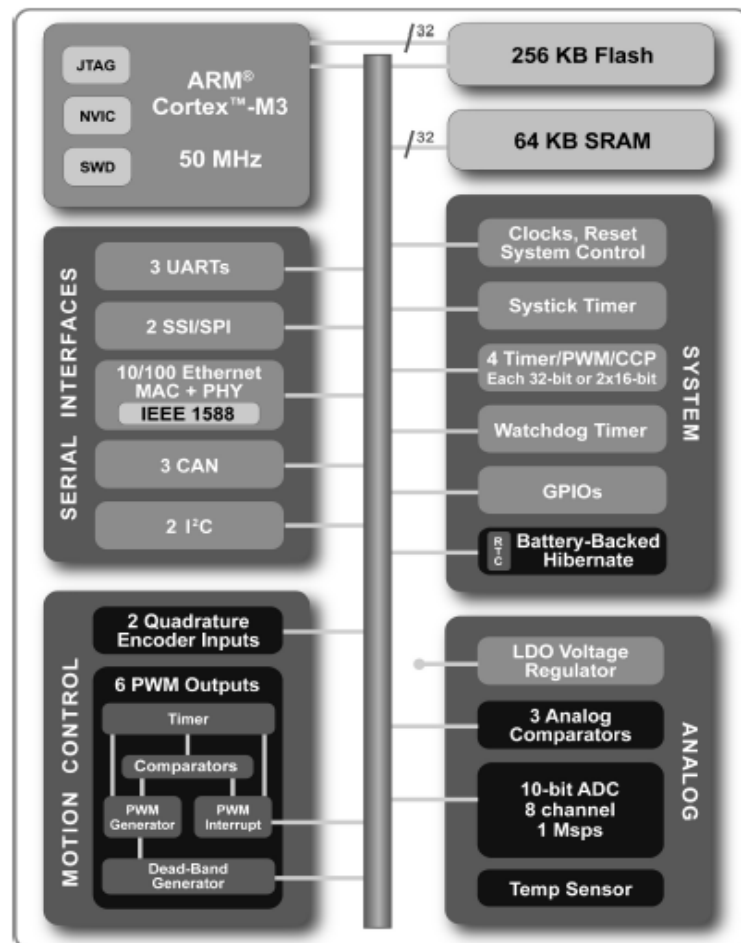 JTAG
NVIC
SWD
ARM®
Cortex™-M3
50 MHz
32
256 KB Flash
32
64 KB SRAM
SERIAL INTERFACES
3 UARTs
2 SSI/SPI
10/100 Ethernet
MAC + PHY
IEEE 1588
3 CAN
2 I²C
SYSTEM
Clocks, Reset
System Control
Systick Timer
4 Timer/PWM/CCP
Each 32-bit or 2x16-bit
Watchdog Timer
GPIOs
RTC
Battery-Backed
Hibernate
MOTION CONTROL
2 Quadrature
Encoder Inputs
6 PWM Outputs
Timer
Comparators
PWM
Generator
PWM
Interrupt
Dead-Band
Generator
ANALOG
LDO Voltage
Regulator
3 Analog
Comparators
10-bit ADC
8 channel
1 Msps
Temp Sensor